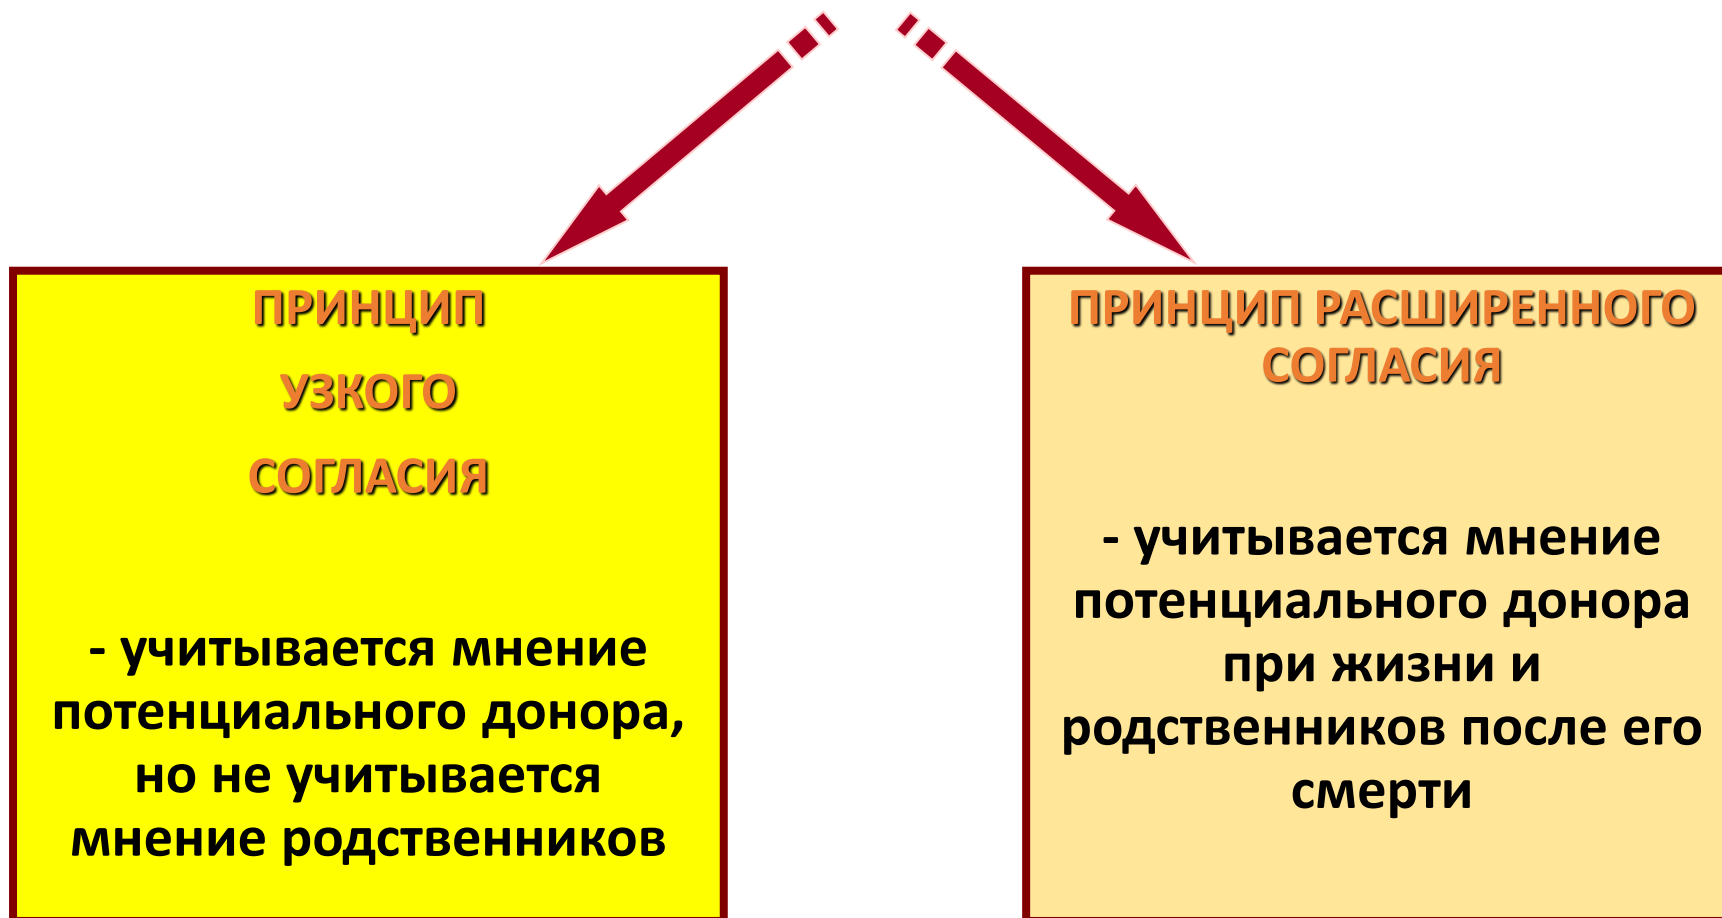 ПРИНЦИП
УЗКОГО
СОГЛАСИЯ
- учитывается мнение
потенциального донора,
но не учитывается
мнение родственников
ПРИНЦИП РАСШИРЕННОГО
СОГЛАСИЯ
- учитывается мнение
потенциального донора
при жизни и
родственников после его
смерти